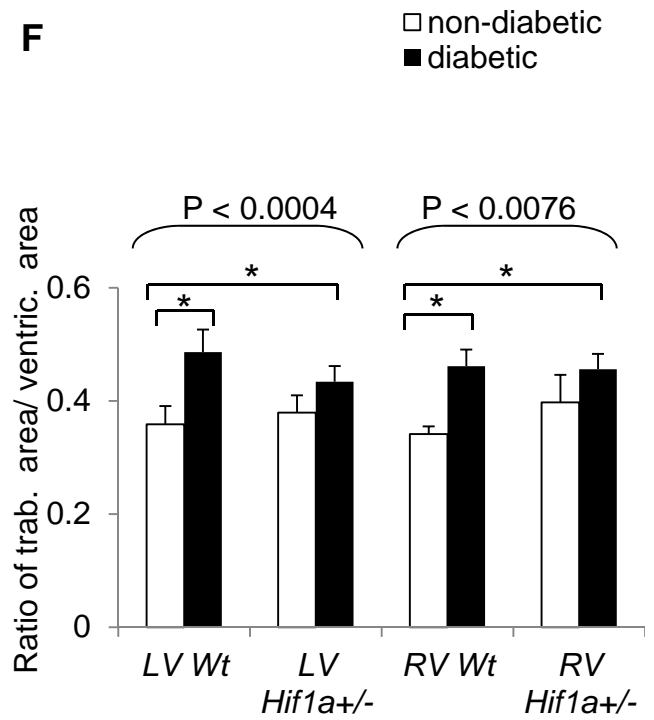 F
non-diabetic
diabetic
P < 0.0004
P < 0.0076
* *
* *
Ratio of trab. area/ ventric. area
0.6
0.4
0.2
0
LV Wt LV RV Wt RV
Hif1a+/- Hif1a+/-